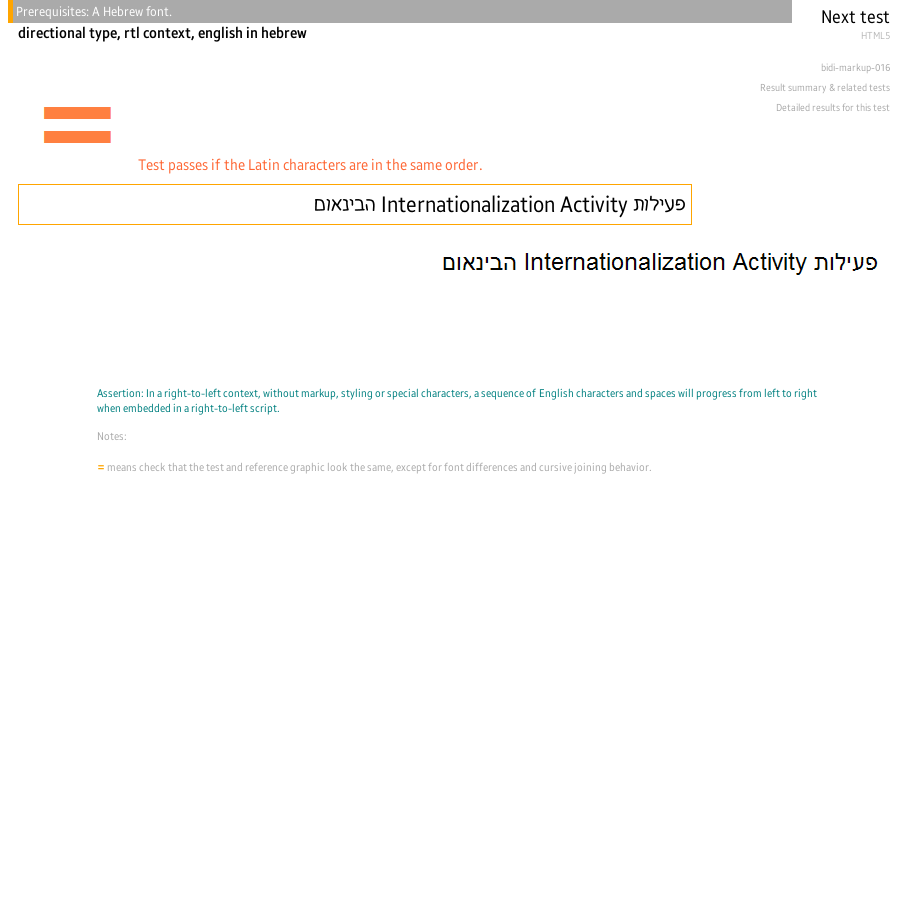 Prerequisites: A Hebrew font.
Next test
directional type, rtl context, english in hebrew
HTML5
bidi-markup-016
Result summary & related tests
Detailed results for this test
Test passes if the Latin characters are in the same order.
פעילות Internationalization Activity הבינאום
פעילות Internationalization Activity הבינאום
Assertion: In a right-to-left context, without markup, styling or special characters, a sequence of English characters and spaces will progress from left to right
when embedded in a right-to-left script.
Notes:
= means check that the test and reference graphic look the same, except for font differences and cursive joining behavior.